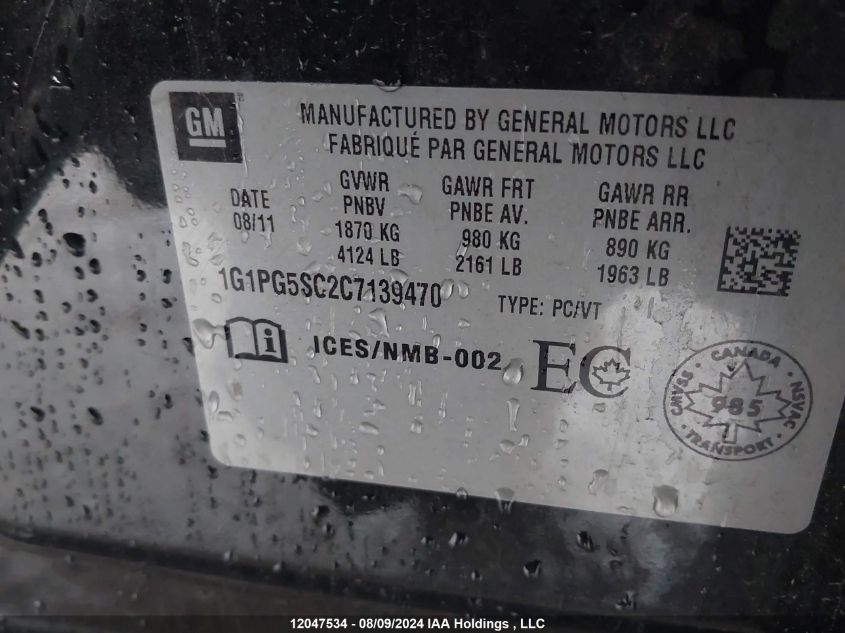 GM
MANUFACTURED BY GENERAL MOTORS LLC
FABRIQUÉ PAR GENERAL MOTORS LLC
DATE
08/11
GVWR
PNBV
1870 KG
4124 LB
GAWR FRT
PNBE AV.
980 KG
2161 LB
GAWR RR
PNBE ARR.
890 KG
1963 LB
1G1PG5SC2C7139470
TYPE: PC/VT
i ICES/NMB-002 EC
CANADA
CMVSS
NSVAC
985
TRANSPORT
12047534 - 08/09/2024 IAA Holdings , LLC